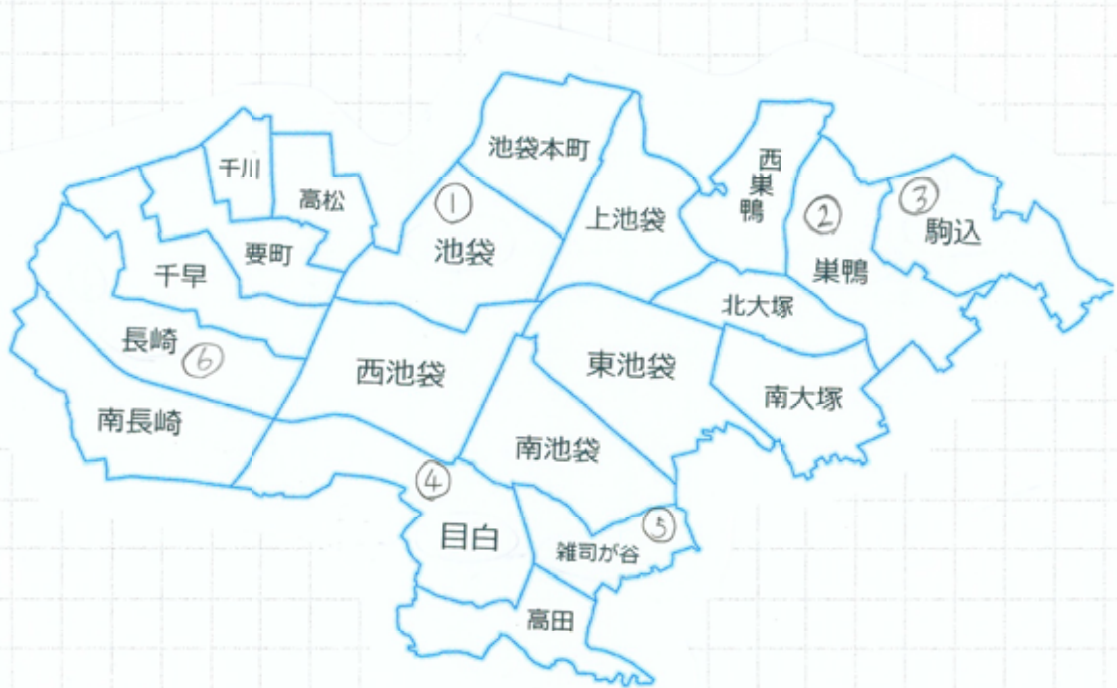 千川
高松
池袋本町
西巣鴨
①
池袋
上池袋
②
巣鴨
③
駒込
要町
千早
北大塚
長崎
⑥
西池袋
東池袋
南大塚
南長崎
南池袋
④
目白
⑤
雑司が谷
高田